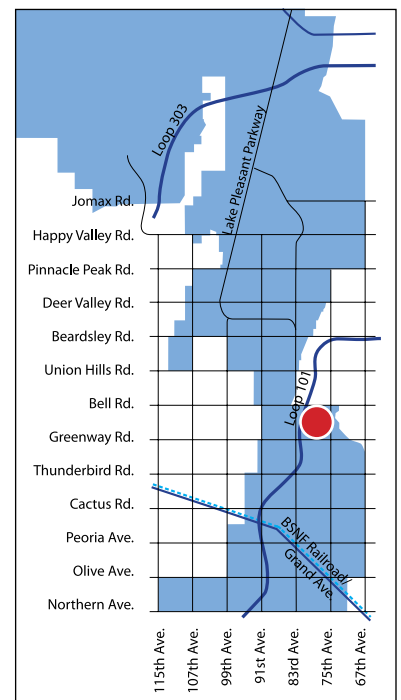 Loop 303
Lake Pleasant Parkway
Jomax Rd.
Happy Valley Rd.
Pinnacle Peak Rd.
Deer Valley Rd.
Beardsley Rd.
Union Hills Rd.
Loop 101
Bell Rd.
Greenway Rd.
Thunderbird Rd.
Cactus Rd.
Peoria Ave.
BSNF Railroad/
Grand Ave
Olive Ave.
Northern Ave.
115th Ave.
107th Ave.
99th Ave.
91st Ave.
83rd Ave.
75th Ave.
67th Ave.